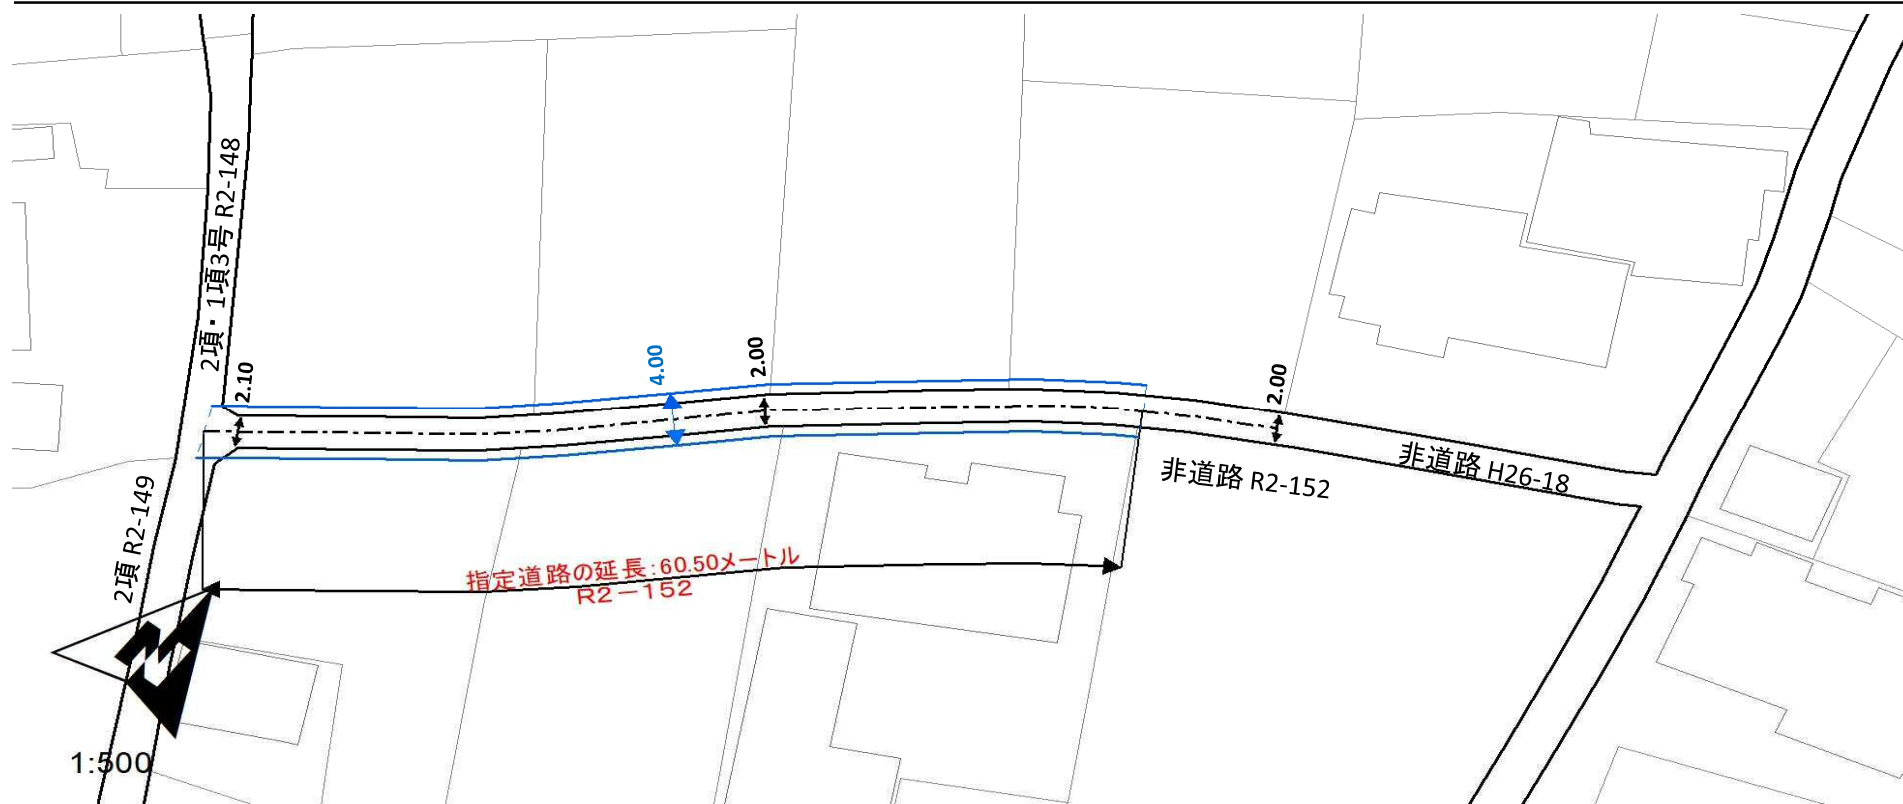 2項・1項3号 R2-148
2.10
4.00
2.00
2.00
非道路 H26-18
非道路 R2-152
2項 R2-149
指定道路の延長:60.50メートル
R2－152
N
1:500